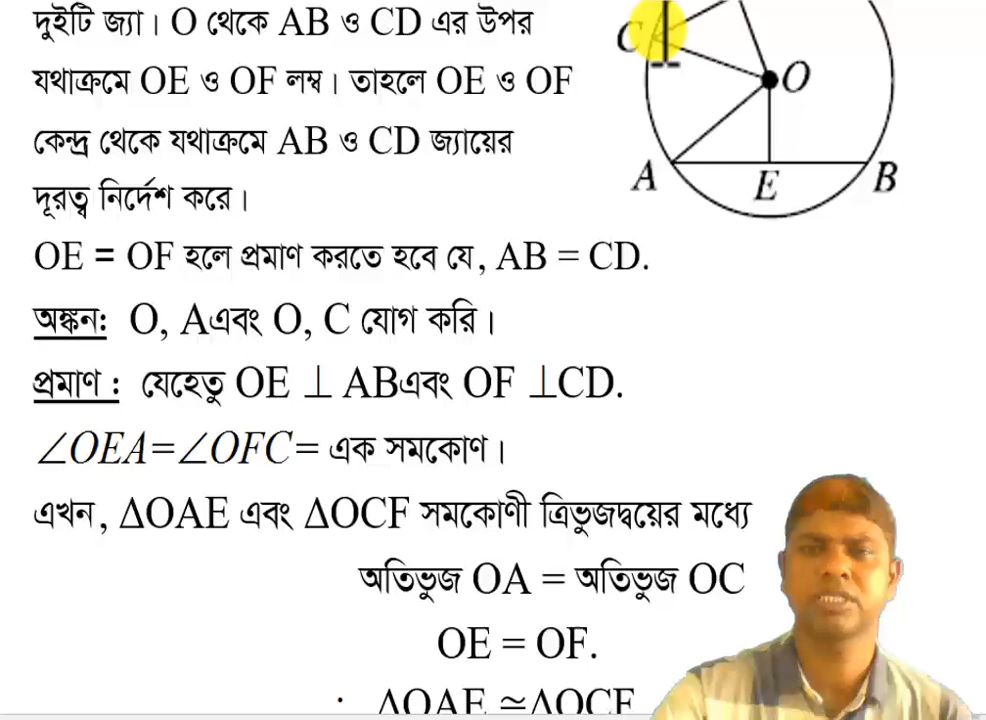 দুইটি জ্যা। O থেকে AB ও CD এর উপর
যথাক্রমে OE ও OF লম্ব। তাহলে OE ও OF
কেন্দ্র থেকে যথাক্রমে AB ও CD জ্যায়ের
দূরত্ব নির্দেশ করে।
OE = OF হলে প্রমাণ করতে হবে যে, AB = CD.
অঙ্কন: O, Aএবং O, C যোগ করি।
প্রমাণ : যেহেতু OE ⊥ ABএবং OF ⊥CD.
∠OEA=∠OFC= এক সমকোণ।
এখন, ΔOAE এবং ΔOCF সমকোণী ত্রিভুজদ্বয়ের মধ্যে
অতিভুজ OA = অতিভুজ OC
OE = OF.
ΔOAE ≅ΔOCF
C
O
A
E
B